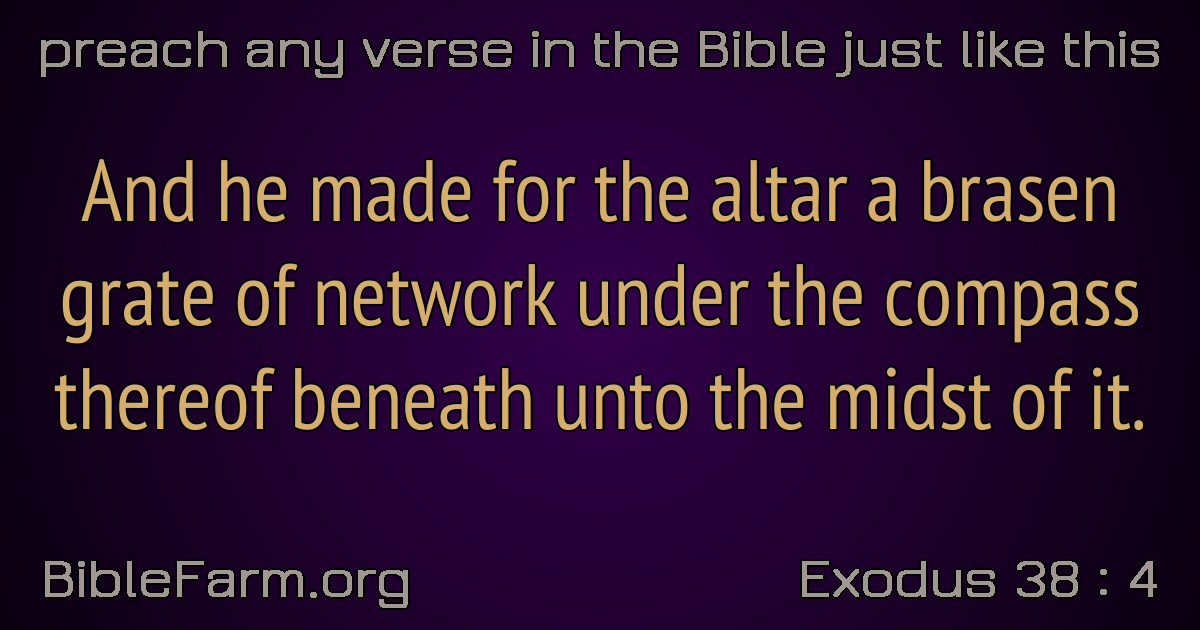 preach any verse in the Bible just like this
And he made for the altar a brasen
grate of network under the compass
thereof beneath unto the midst of it.
BibleFarm.org
Exodus 38 : 4